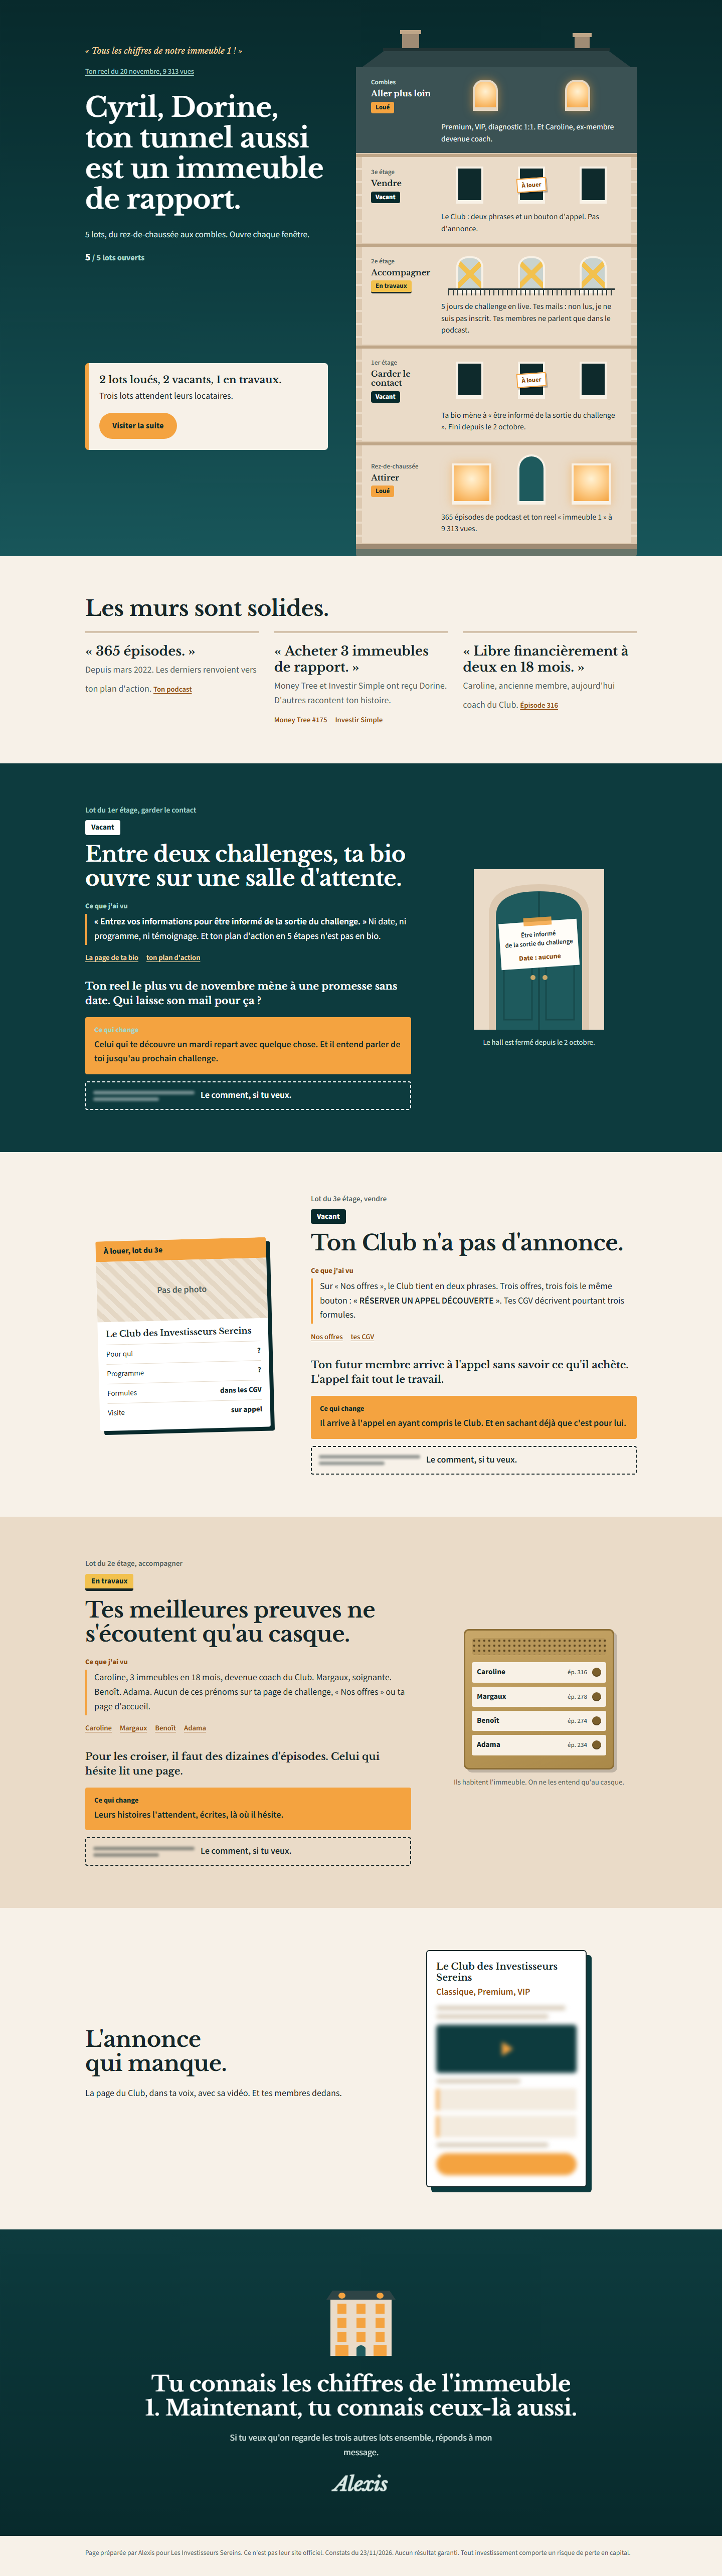 « Tous les chiffres de notre immeuble 1 ! »
Ton reel du 20 novembre, 9 313 vues
Cyril, Dorine,
ton tunnel aussi
est un immeuble
de rapport.
5 lots, du rez-de-chaussée aux combles. Ouvre chaque fenêtre.
5 / 5 lots ouverts
2 lots loués, 2 vacants, 1 en travaux.
Trois lots attendent leurs locataires.
Visiter la suite
Combles
Aller plus loin
Loué
Premium, VIP, diagnostic 1:1. Et Caroline, ex-membre
devenue coach.
3e étage
Vendre
Vacant
À louer
Le Club : deux phrases et un bouton d'appel. Pas
d'annonce.
2e étage
Accompagner
En travaux
5 jours de challenge en live. Tes mails : non lus, je ne
suis pas inscrit. Tes membres ne parlent que dans le
podcast.
1er étage
Garder le
contact
Vacant
À louer
Ta bio mène à « être informé de la sortie du challenge
». Fini depuis le 2 octobre.
Rez-de-chaussée
Attirer
Loué
365 épisodes de podcast et ton reel « immeuble 1 » à
9 313 vues.
Les murs sont solides.
« 365 épisodes. »
Depuis mars 2022. Les derniers renvoient vers
ton plan d'action. Ton podcast
« Acheter 3 immeubles
de rapport. »
Money Tree et Investir Simple ont reçu Dorine.
D'autres racontent ton histoire.
Money Tree #175 Investir Simple
« Libre financièrement à
deux en 18 mois. »
Caroline, ancienne membre, aujourd'hui
coach du Club. Épisode 316
Lot du 1er étage, garder le contact
Vacant
Entre deux challenges, ta bio
ouvre sur une salle d'attente.
Ce que j'ai vu
« Entrez vos informations pour être informé de la sortie du challenge. » Ni date, ni
programme, ni témoignage. Et ton plan d'action en 5 étapes n'est pas en bio.
La page de ta bio ton plan d'action
Ton reel le plus vu de novembre mène à une promesse sans
date. Qui laisse son mail pour ça ?
Ce qui change
Celui qui te découvre un mardi repart avec quelque chose. Et il entend parler de
toi jusqu'au prochain challenge.
Le comment, si tu veux.
Être informé
de la sortie du challenge
Date : aucune
Le hall est fermé depuis le 2 octobre.
À louer, lot du 3e
Pas de photo
Le Club des Investisseurs Sereins
Pour qui ?
Programme ?
Formules dans les CGV
Visite sur appel
Lot du 3e étage, vendre
Vacant
Ton Club n'a pas d'annonce.
Ce que j'ai vu
Sur « Nos offres », le Club tient en deux phrases. Trois offres, trois fois le même
bouton : « RÉSERVER UN APPEL DÉCOUVERTE ». Tes CGV décrivent pourtant trois
formules.
Nos offres tes CGV
Ton futur membre arrive à l'appel sans savoir ce qu'il achète.
L'appel fait tout le travail.
Ce qui change
Il arrive à l'appel en ayant compris le Club. Et en sachant déjà que c'est pour lui.
Le comment, si tu veux.
Lot du 2e étage, accompagner
En travaux
Tes meilleures preuves ne
s'écoutent qu'au casque.
Ce que j'ai vu
Caroline, 3 immeubles en 18 mois, devenue coach du Club. Margaux, soignante.
Benoît. Adama. Aucun de ces prénoms sur ta page de challenge, « Nos offres » ou ta
page d'accueil.
Caroline Margaux Benoît Adama
Pour les croiser, il faut des dizaines d'épisodes. Celui qui
hésite lit une page.
Ce qui change
Leurs histoires l'attendent, écrites, là où il hésite.
Le comment, si tu veux.
Caroline ép. 316
Margaux ép. 278
Benoît ép. 274
Adama ép. 234
Ils habitent l'immeuble. On ne les entend qu'au casque.
L'annonce
qui manque.
La page du Club, dans ta voix, avec sa vidéo. Et tes membres dedans.
Le Club des Investisseurs
Sereins
Classique, Premium, VIP
Tu connais les chiffres de l'immeuble
1. Maintenant, tu connais ceux-là aussi.
Si tu veux qu'on regarde les trois autres lots ensemble, réponds à mon
message.
Alexis
Page préparée par Alexis pour Les Investisseurs Sereins. Ce n'est pas leur site officiel. Constats du 23/11/2026. Aucun résultat garanti. Tout investissement comporte un risque de perte en capital.